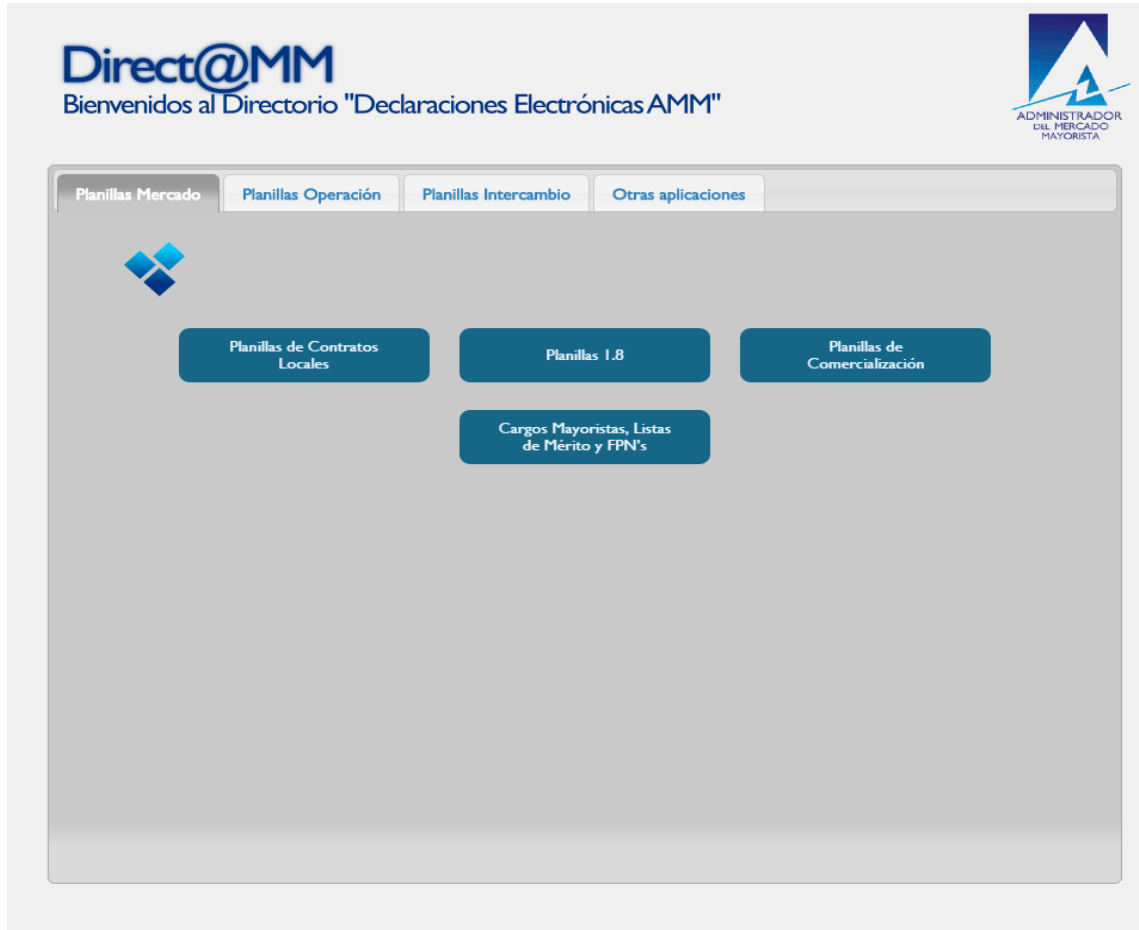 Direct@MM
Bienvenidos al Directorio "Declaraciones Electrónicas AMM"
ADMINISTRADOR
DEL MERCADO
MAYORISTA
Planillas Mercado
Planillas Operación
Planillas Intercambio
Otras aplicaciones
Planillas de Contratos
Locales
Planillas 1.8
Planillas de
Comercialización
Cargos Mayoristas, Listas
de Mérito y FPN's